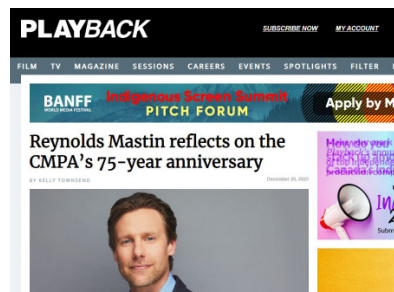 PLAYBACK
SUBSCRIBE NOW MY ACCOUNT
FILM TV MAGAZINE SESSIONS CAREERS EVENTS SPOTLIGHTS FILTER
BANFF
WORLD MEDIA FESTIVAL
Indigenous Screen Summit
PITCH FORUM
Apply by M
Reynolds Mastin reflects on the
CMPA's 75-year anniversary
BY KELLY TOWNSEND
December 20, 2023
In
Subm